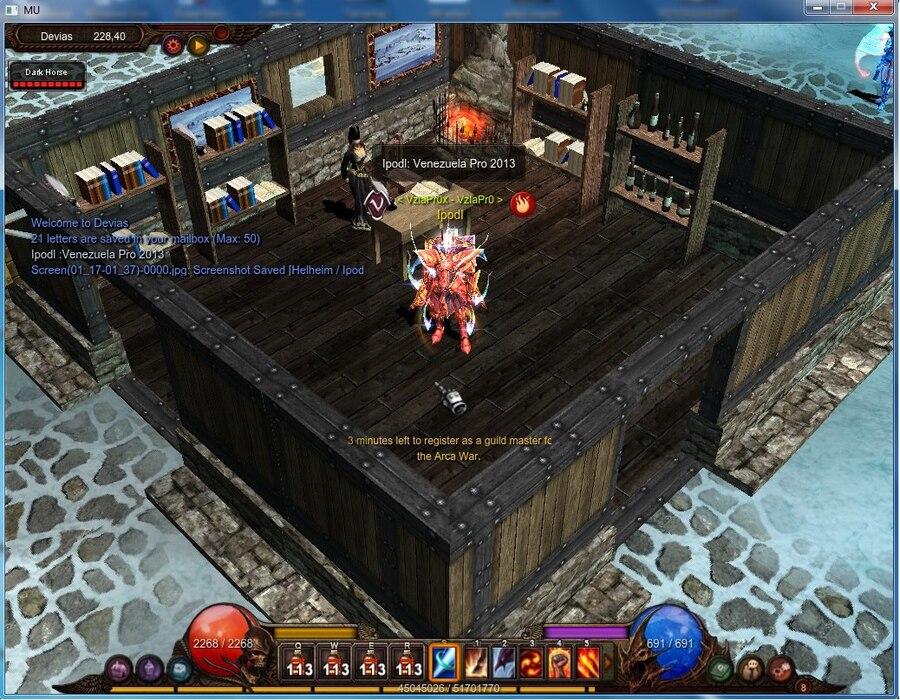 MU
Devias 228,40
Dark Horse
Ipodl: Venezuela Pro 2013
< VzlaPr0x - VzlaPr0 >
Ipodl
Welcome to Devias
21 letters are saved in your mailbox (Max: 50)
Ipodl :Venezuela Pro 2013
Screen(01_17-01_37)-0000.jpg: Screenshot Saved [Helheim / Ipod
3 minutes left to register as a guild master fo
the Arca War.
Q W E R
113 113 113 113
1 2 3 4 5
2268 / 2268
691 / 691
45045026 / 51701770
8